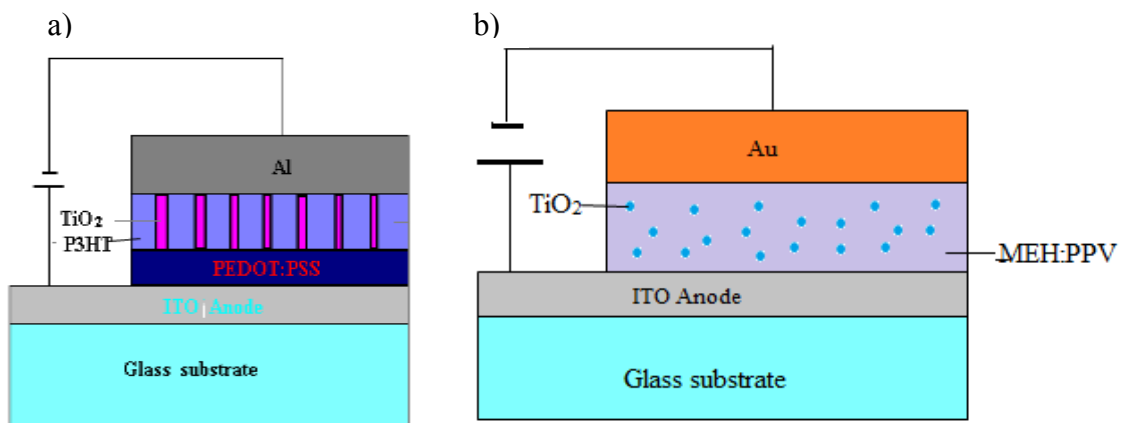 a)
Al
TiO₂
P3HT
PEDOT:PSS
ITO Anode
Glass substrate
b)
Au
TiO₂
MEH:PPV
ITO Anode
Glass substrate